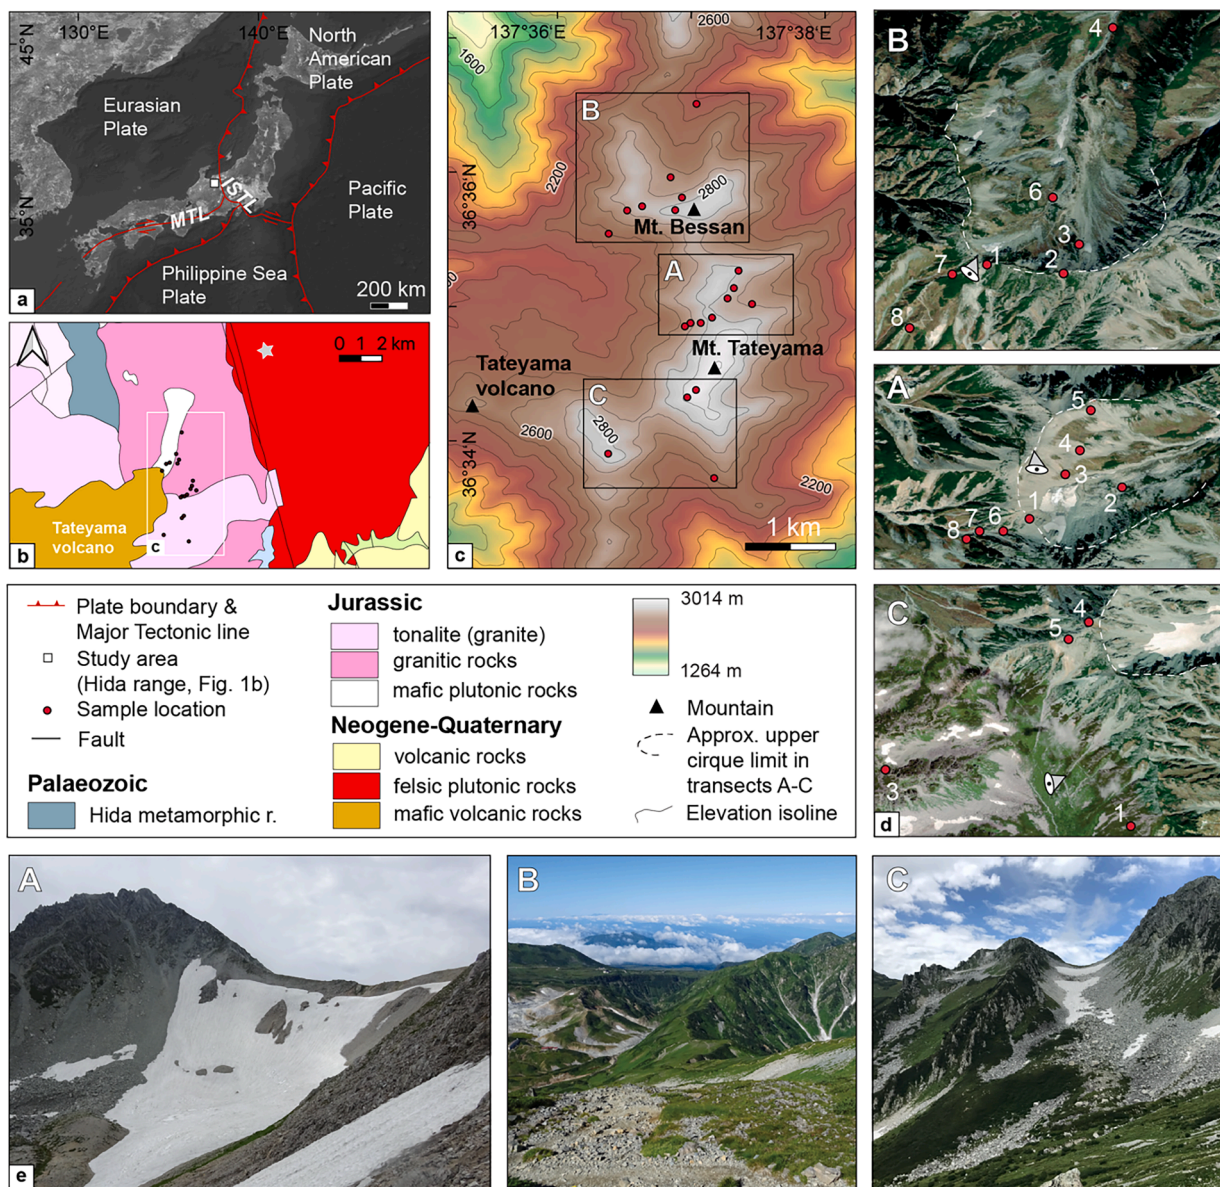 130°E
140°E
45°N
35°N
North
American
Plate
Eurasian
Plate
Pacific
Plate
ISTL
MTL
Philippine Sea
Plate
200 km
a
0 1 2 km
Tateyama
volcano
c
b
137°36'E
137°38'E
36°36'N
36°34'N
2600
1600
2200
B
2800
Mt. Bessan
A
Mt. Tateyama
Tateyama
volcano
C
2800
2600
2200
1 km
c
B
4
6
3
1
2
7
8
A
5
4
3
2
1
7
6
8
C
4
5
3
1
d
Plate boundary &
Major Tectonic line
Study area
(Hida range, Fig. 1b)
Sample location
Fault
Palaeozoic
Hida metamorphic r.
Jurassic
tonalite (granite)
granitic rocks
mafic plutonic rocks
Neogene-Quaternary
volcanic rocks
felsic plutonic rocks
mafic volcanic rocks
3014 m
1264 m
Mountain
Approx. upper
cirque limit in
transects A-C
Elevation isoline
A
e
B
C